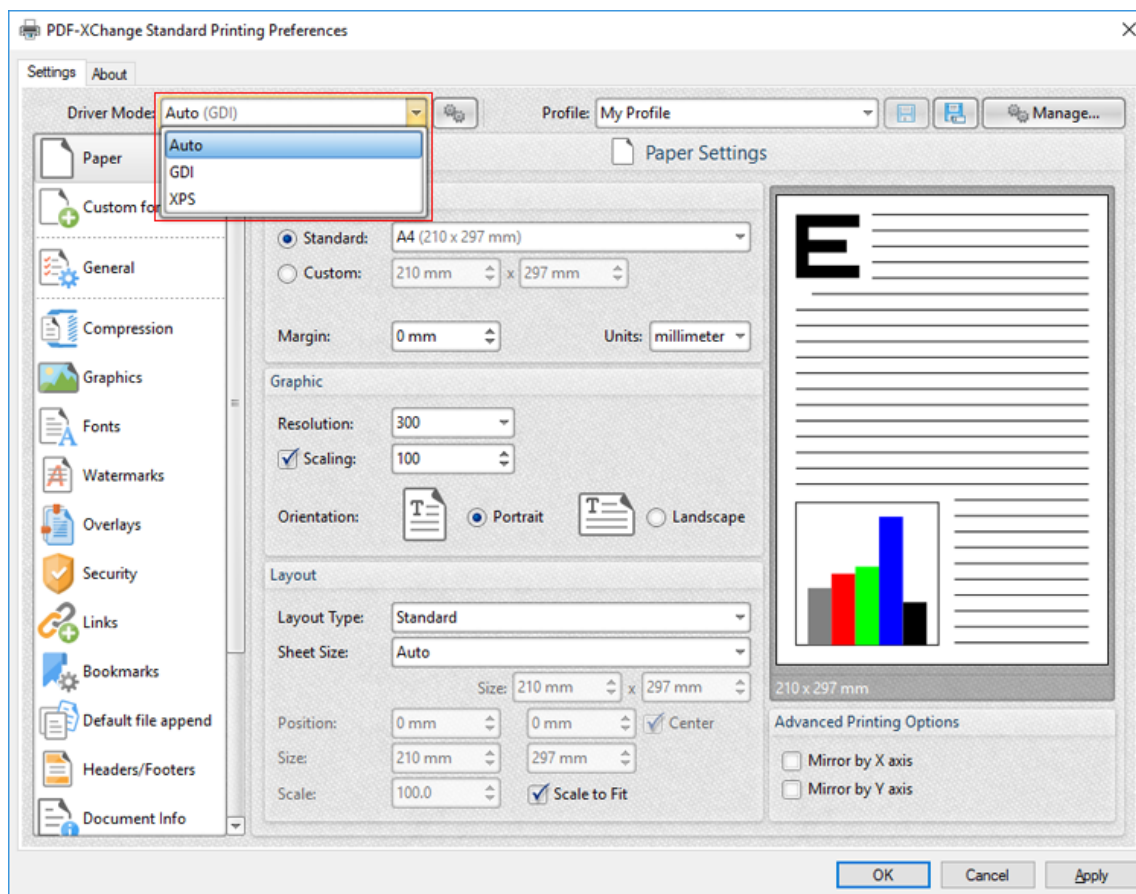 PDF-XChange Standard Printing Preferences
Settings About
Driver Mode: Auto (GDI) Profile: My Profile Manage...
Auto
GDI
XPS
Paper
Custom for
General
Compression
Graphics
Fonts
Watermarks
Overlays
Security
Links
Bookmarks
Default file append
Headers/Footers
Document Info
Paper Settings
Standard: A4 (210 x 297 mm)
Custom: 210 mm x 297 mm
Margin: 0 mm Units: millimeter
Graphic
Resolution: 300
Scaling: 100
Orientation: T Portrait T Landscape
Layout
Layout Type: Standard
Sheet Size: Auto
Size: 210 mm x 297 mm
Position: 0 mm 0 mm Center
Size: 210 mm 297 mm
Scale: 100.0 Scale to Fit
E
210 x 297 mm
Advanced Printing Options
Mirror by X axis
Mirror by Y axis
OK Cancel Apply